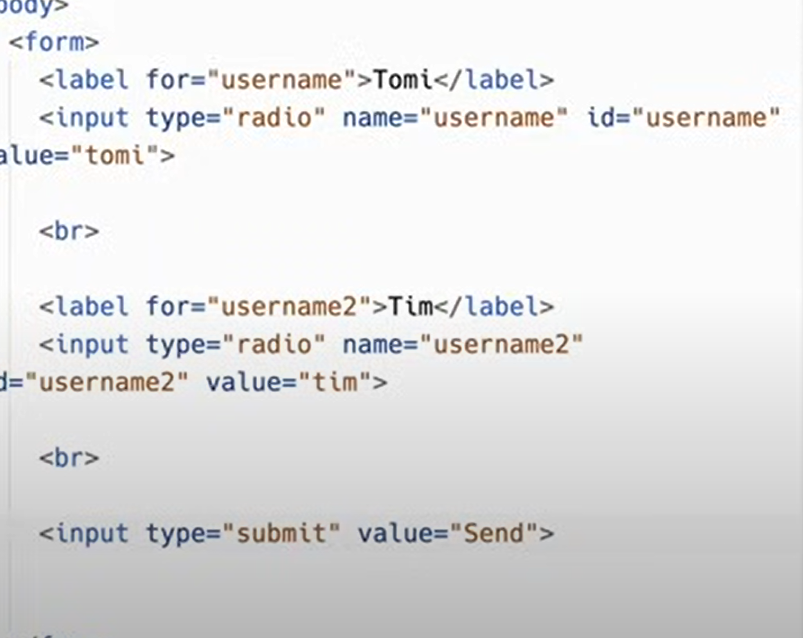 body>
<form>
<label for="username">Tomi</label>
<input type="radio" name="username" id="username"
alue="tomi">
<br>
<label for="username2">Tim</label>
<input type="radio" name="username2"
d="username2" value="tim">
<br>
<input type="submit" value="Send">